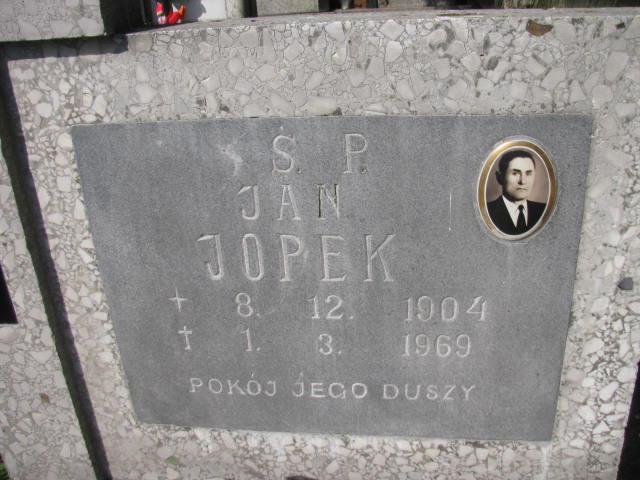 Ś. P.
JAN
JOPEK
* 8. 12. 1904
† 1. 3. 1969
POKÓJ JEGO DUSZY